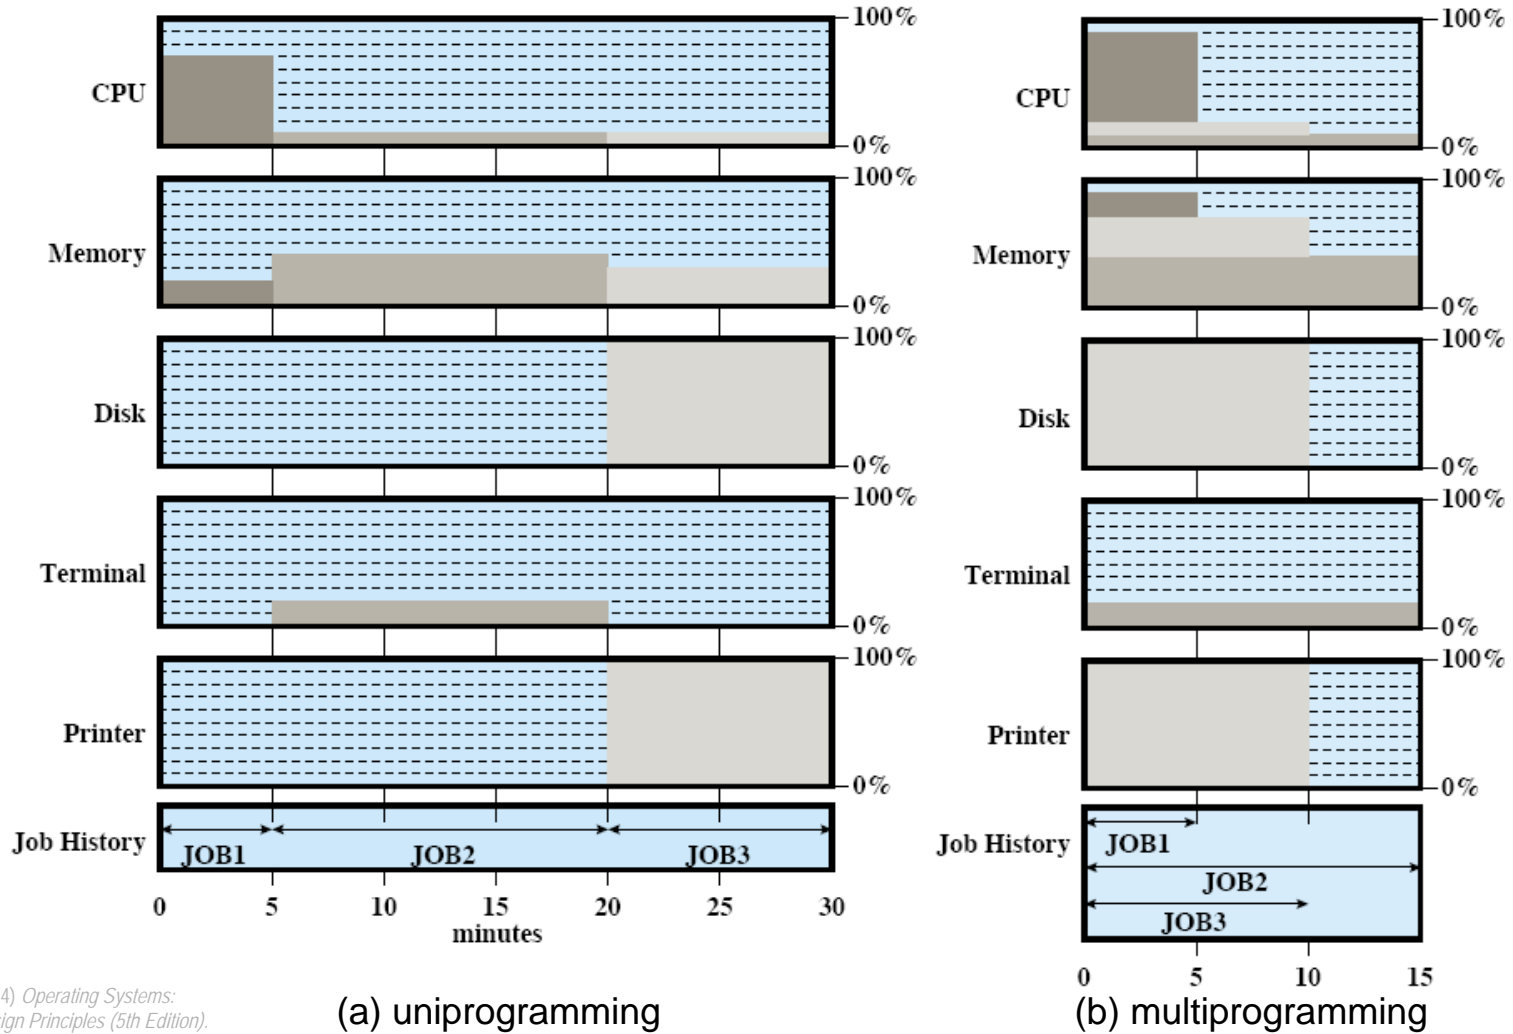 100%
CPU
0%
100%
Memory
0%
100%
Disk
0%
100%
Terminal
0%
100%
Printer
0%
Job History
JOB1
JOB2
JOB3
0 5 10 15 20 25 30
minutes
(a) uniprogramming
100%
CPU
0%
100%
Memory
0%
100%
Disk
0%
100%
Terminal
0%
100%
Printer
0%
Job History
JOB1
JOB2
JOB3
0 5 10 15
(b) multiprogramming
4) Operating Systems:
ign Principles (5th Edition).